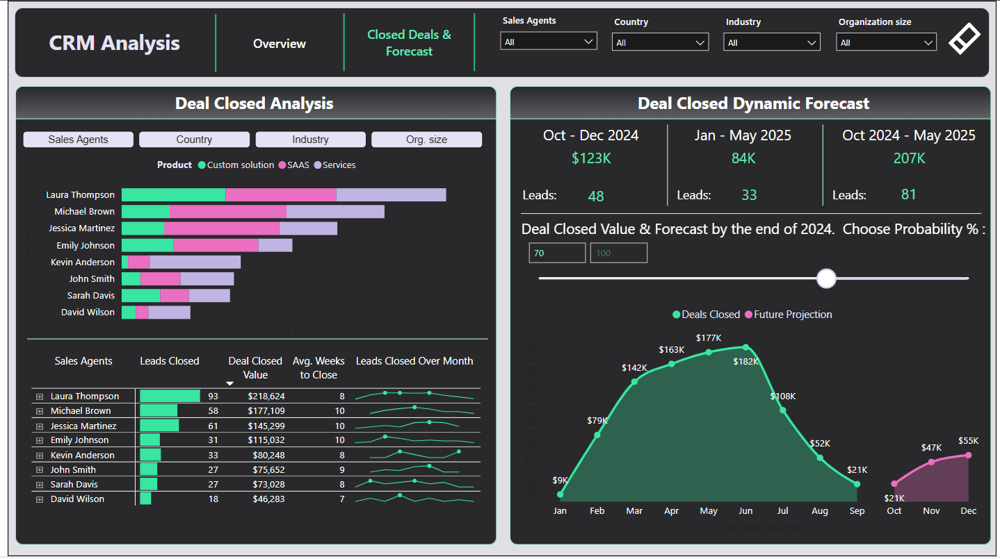 CRM Analysis
Overview
Closed Deals &
Forecast
Sales Agents
All
Country
All
Industry
All
Organization size
All
Deal Closed Analysis
Sales Agents
Country
Industry
Org. size
Product Custom solution SAAS Services
Laura Thompson
Michael Brown
Jessica Martinez
Emily Johnson
Kevin Anderson
John Smith
Sarah Davis
David Wilson
Sales Agents Leads Closed Deal Closed Value Avg. Weeks to Close Leads Closed Over Month
Laura Thompson 93 $218,624 8
Michael Brown 58 $177,109 10
Jessica Martinez 61 $145,299 10
Emily Johnson 31 $115,032 10
Kevin Anderson 33 $80,248 8
John Smith 27 $75,652 9
Sarah Davis 27 $73,028 8
David Wilson 18 $46,283 7
Deal Closed Dynamic Forecast
Oct - Dec 2024
$123K
Leads: 48
Jan - May 2025
84K
Leads: 33
Oct 2024 - May 2025
207K
Leads: 81
Deal Closed Value & Forecast by the end of 2024. Choose Probability % :
70 100
Deals Closed Future Projection
Deals Closed and Future Pro...
$9K
$79K
$142K
$163K
$177K
$182K
$108K
$52K
$21K
$21K
$47K
$55K
Jan Feb Mar Apr May Jun Jul Aug Sep Oct Nov Dec
Month Name